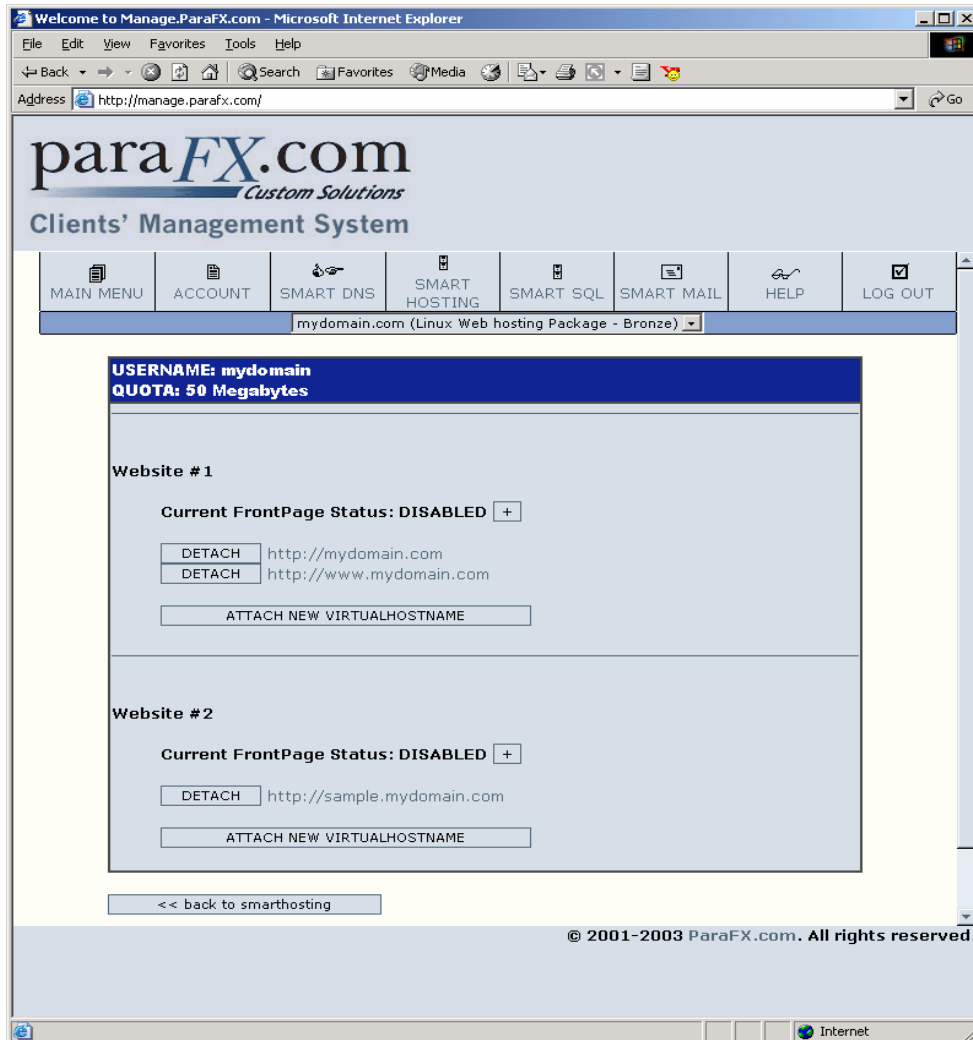 Welcome to Manage.ParaFX.com - Microsoft Internet Explorer
File Edit View Favorites Tools Help
Back Search Favorites Media
Address http://manage.parafx.com/ Go
paraFX.com
Custom Solutions
Clients' Management System
MAIN MENU ACCOUNT SMART DNS SMART HOSTING SMART SQL SMART MAIL HELP LOG OUT
mydomain.com (Linux Web hosting Package - Bronze)
USERNAME: mydomain
QUOTA: 50 Megabytes
Website #1
Current FrontPage Status: DISABLED +
DETACH http://mydomain.com
DETACH http://www.mydomain.com
ATTACH NEW VIRTUALHOSTNAME
Website #2
Current FrontPage Status: DISABLED +
DETACH http://sample.mydomain.com
ATTACH NEW VIRTUALHOSTNAME
<< back to smarthosting
© 2001-2003 ParaFX.com. All rights reserved
Internet